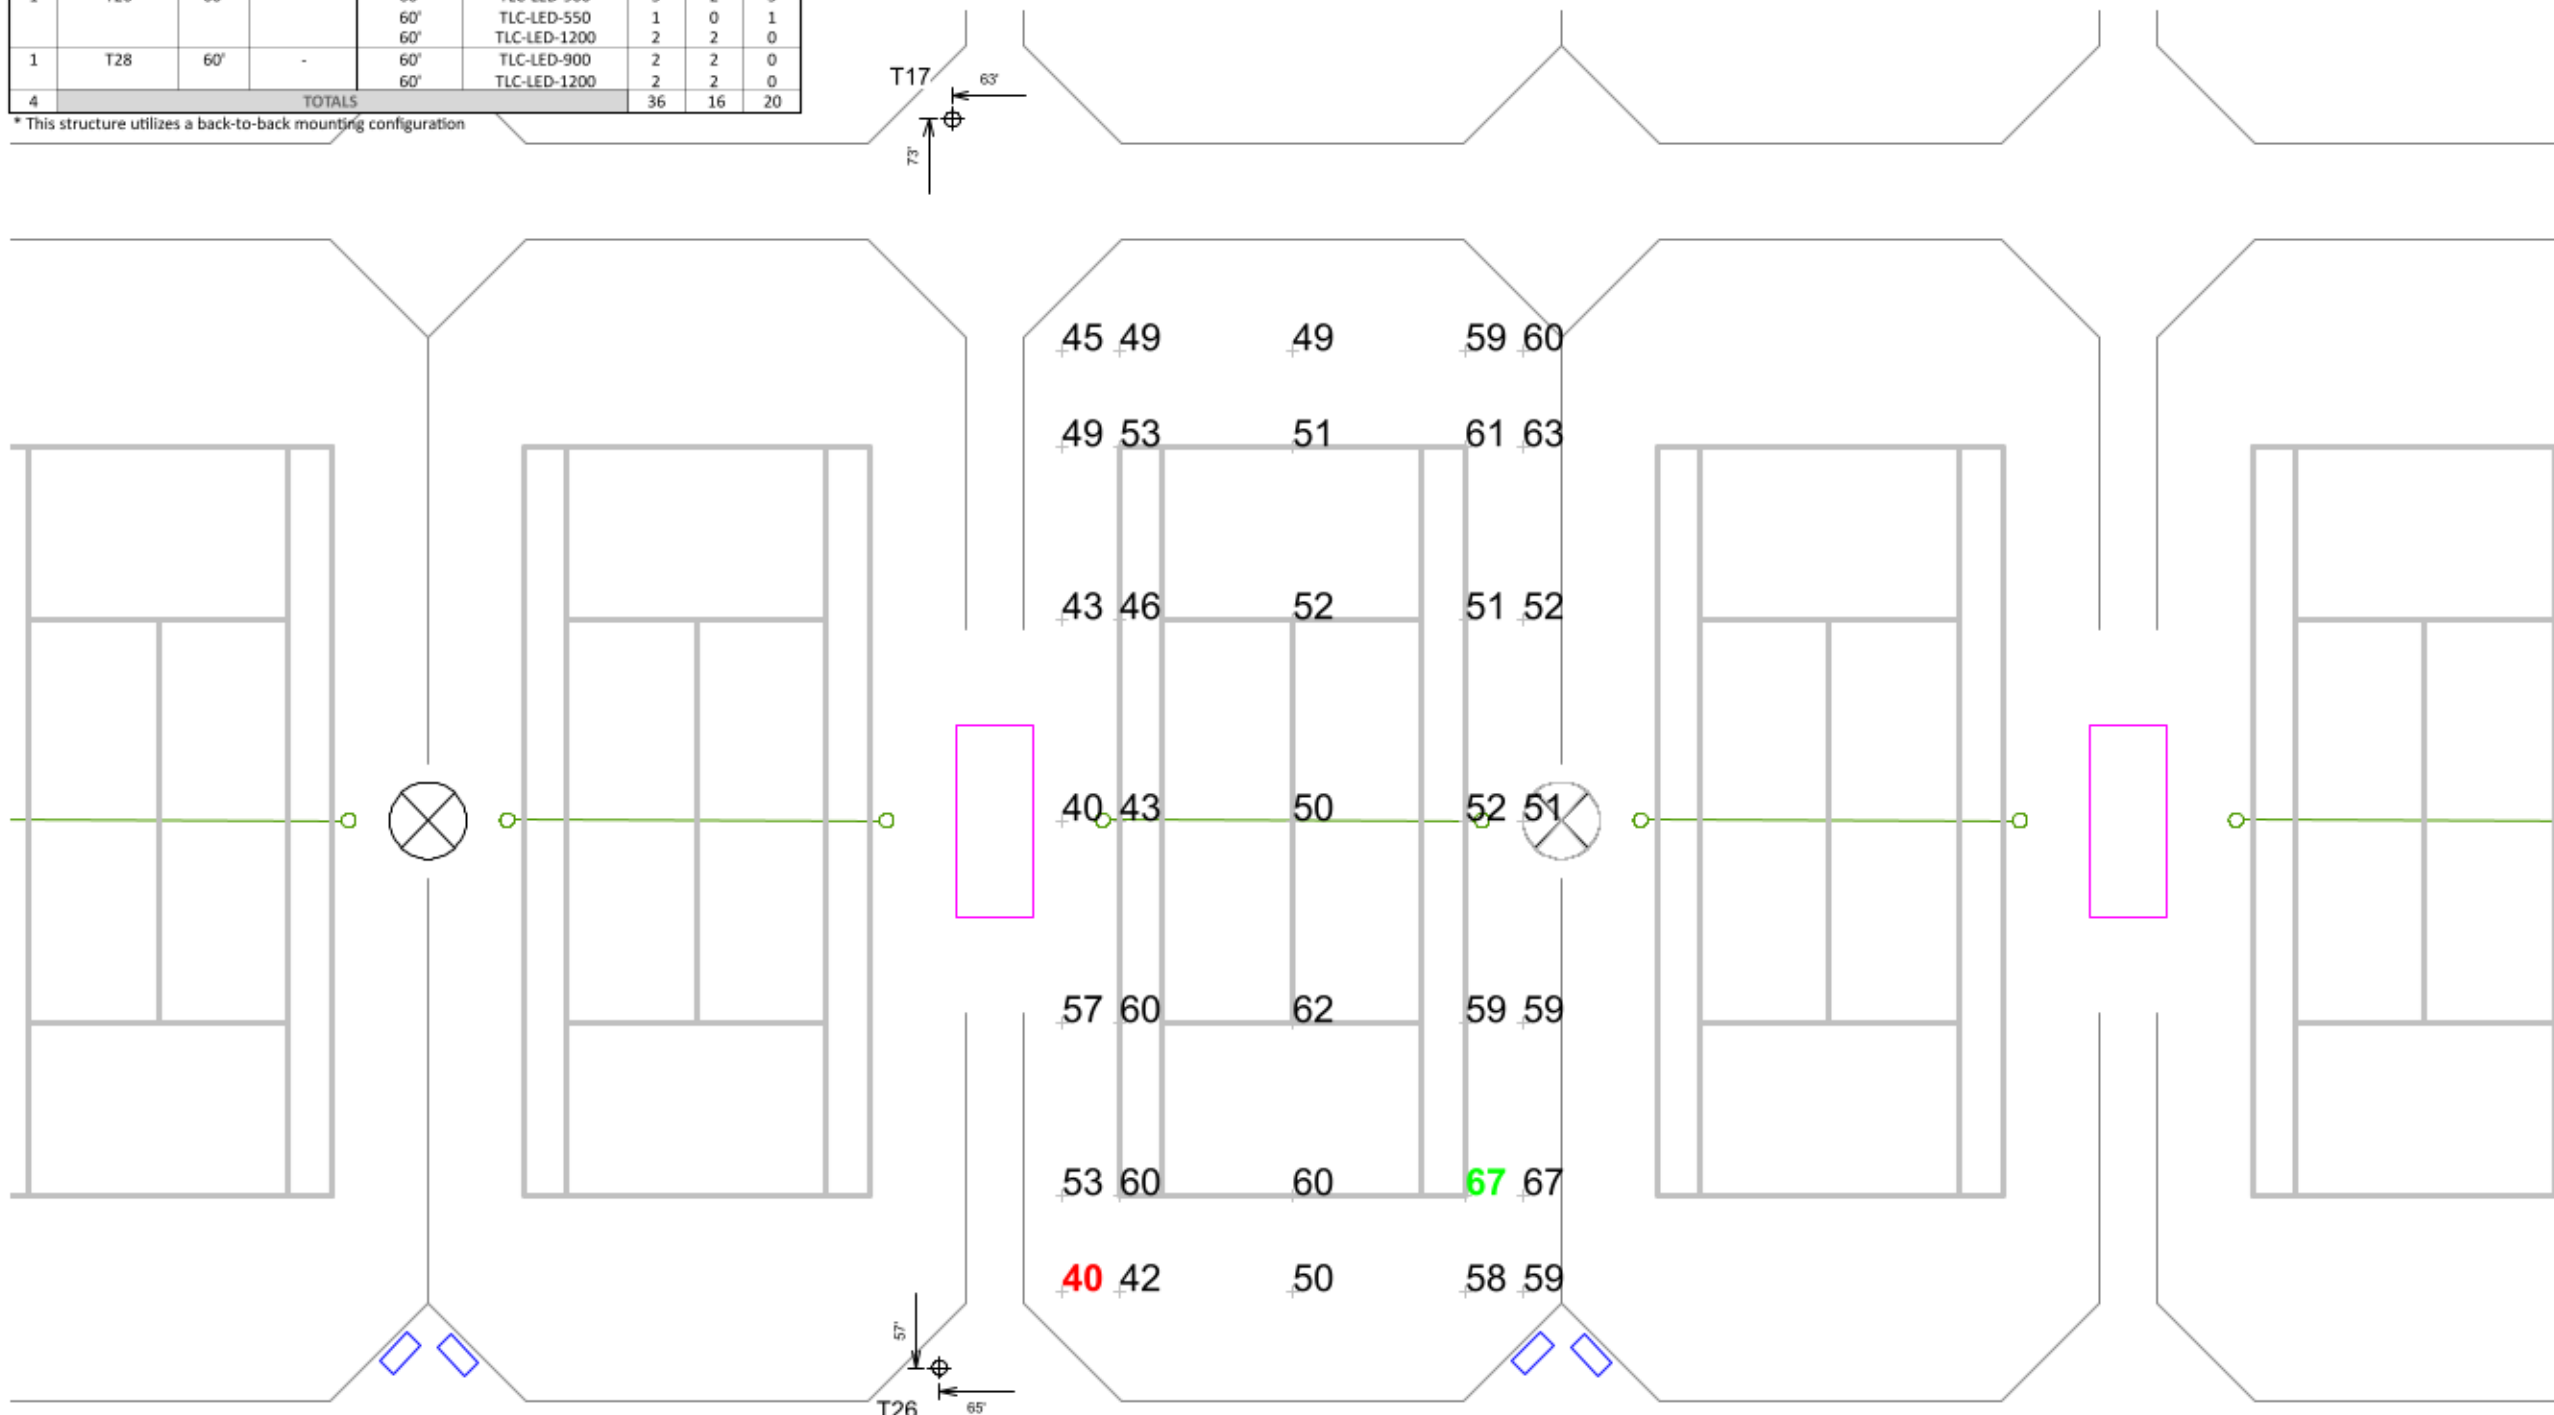 60' TLC-LED-550 1 0 1
60' TLC-LED-1200 2 2 0
1 T28 60' - 60' TLC-LED-900 2 2 0
60' TLC-LED-1200 2 2 0
4 TOTALS 36 16 20
* This structure utilizes a back-to-back mounting configuration
T17 63'
73'
45 49 49 59 60
49 53 51 61 63
43 46 52 51 52
40 43 50 52 51
57 60 62 59 59
53 60 60 67 67
40 42 50 58 59
57'
T26 65'